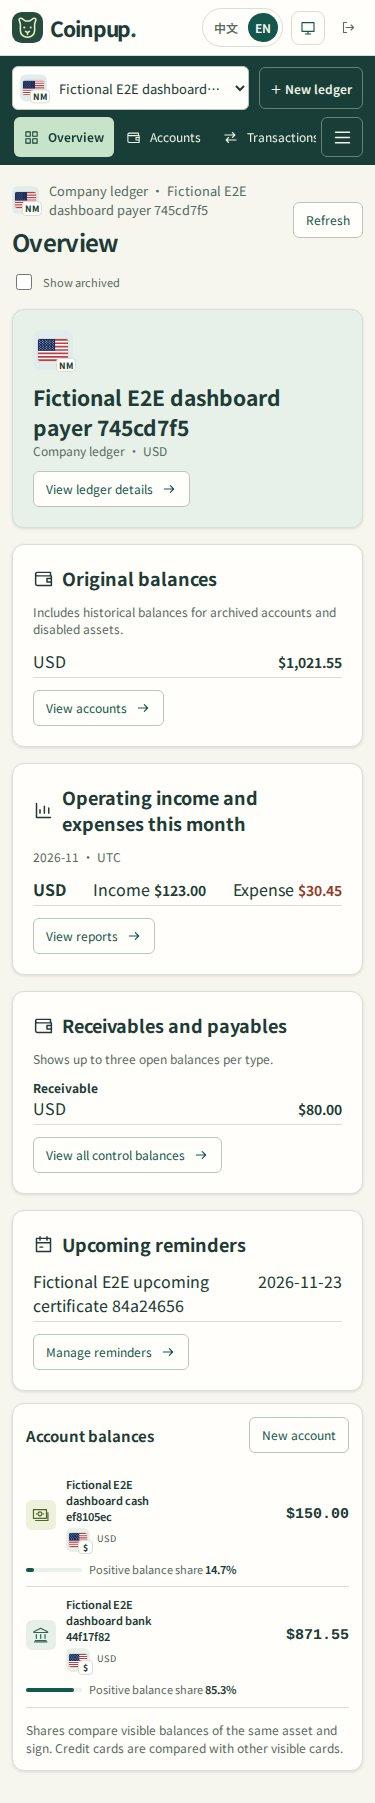 Coinpup.
中文 EN
NM Fictional E2E dashboard⋯
+ New ledger
Overview Accounts Transactions
NM
Company ledger • Fictional E2E
dashboard payer 745cd7f5
Overview
Refresh
Show archived
NM
Fictional E2E dashboard
payer 745cd7f5
Company ledger • USD
View ledger details →
Original balances
Includes historical balances for archived accounts and
disabled assets.
USD $1,021.55
View accounts →
Operating income and
expenses this month
2026-11 • UTC
USD Income $123.00 Expense $30.45
View reports →
Receivables and payables
Shows up to three open balances per type.
Receivable
USD $80.00
View all control balances →
Upcoming reminders
Fictional E2E upcoming 2026-11-23
certificate 84a24656
Manage reminders →
Account balances New account
Fictional E2E
dashboard cash
ef8105ec
$150.00
$ USD
Positive balance share 14.7%
Fictional E2E
dashboard bank
44f17f82
$871.55
$ USD
Positive balance share 85.3%
Shares compare visible balances of the same asset and
sign. Credit cards are compared with other visible cards.